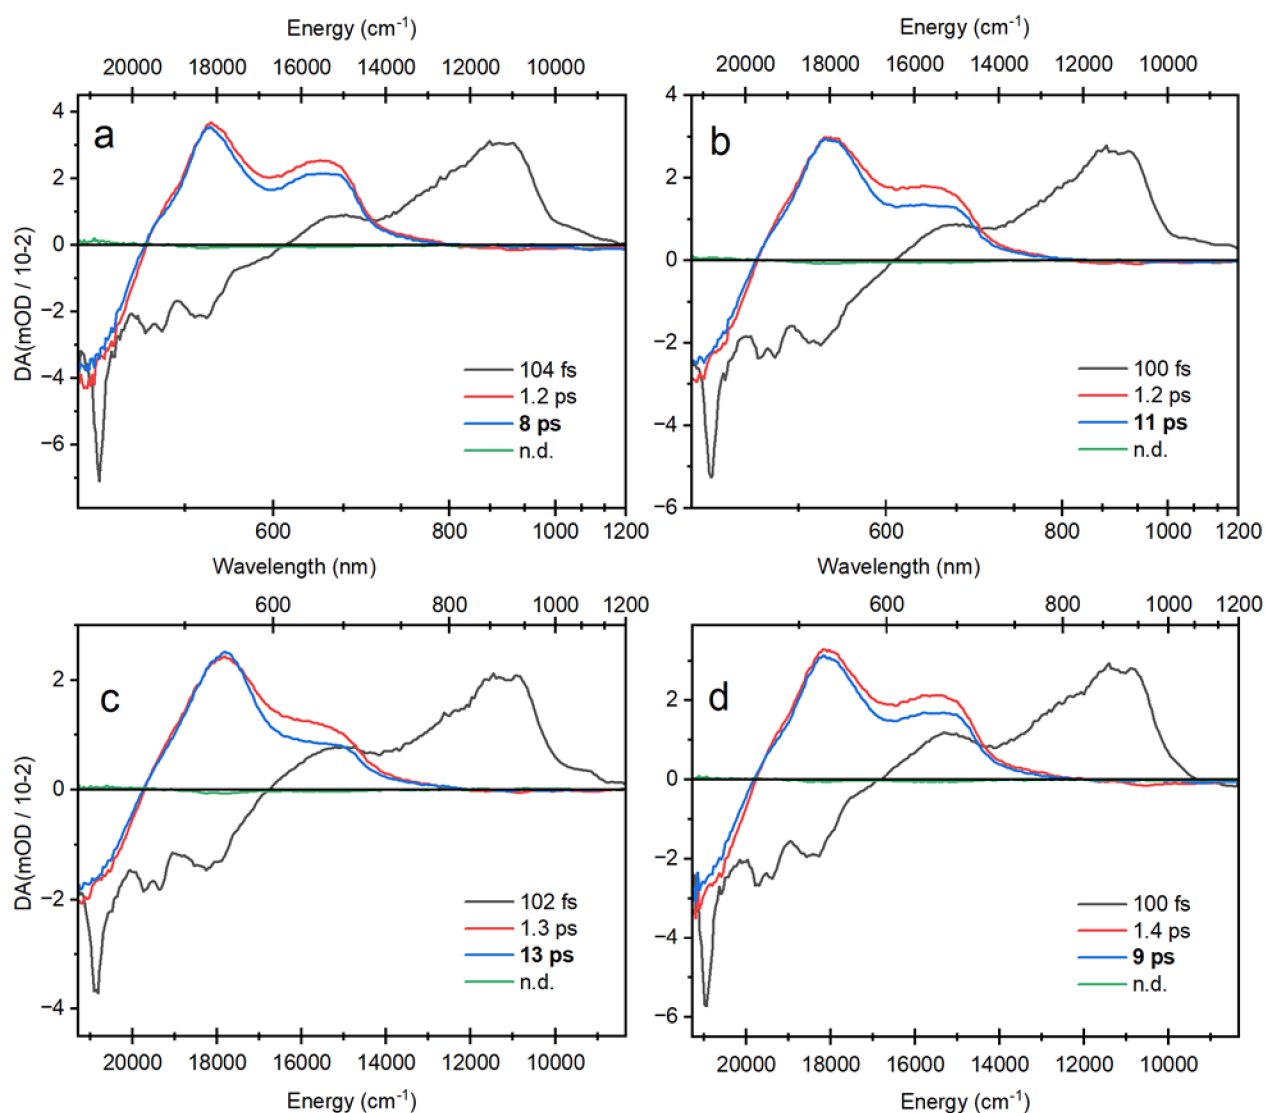 Energy (cm-1)
20000 18000 16000 14000 12000 10000
a
4
2
0
−2
−4
−6
DA(mOD / 10-2)
104 fs
1.2 ps
8 ps
n.d.
600 800 1000 1200
Wavelength (nm)
Energy (cm-1)
20000 18000 16000 14000 12000 10000
b
4
2
0
−2
−4
−6
100 fs
1.2 ps
11 ps
n.d.
600 800 1000 1200
Wavelength (nm)
600 800 1000 1200
c
2
0
−2
−4
DA(mOD / 10-2)
102 fs
1.3 ps
13 ps
n.d.
20000 18000 16000 14000 12000 10000
Energy (cm-1)
600 800 1000 1200
d
2
0
−2
−4
−6
100 fs
1.4 ps
9 ps
n.d.
20000 18000 16000 14000 12000 10000
Energy (cm-1)